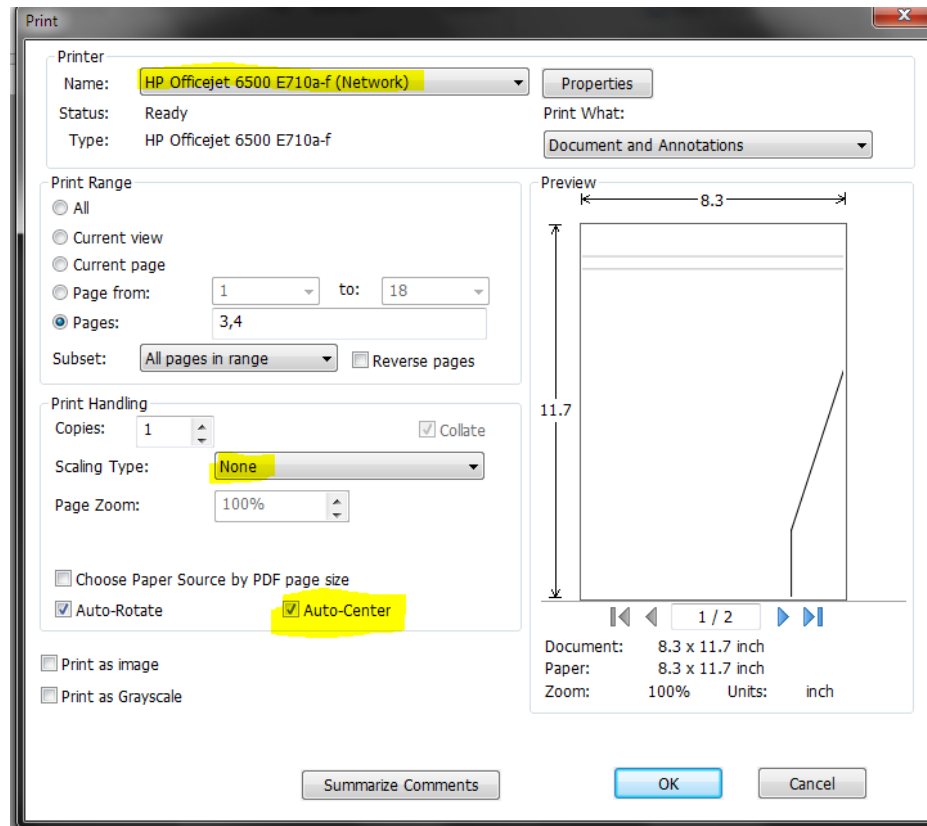 Print
Printer
Name: HP Officejet 6500 E710a-f (Network) Properties
Status: Ready Print What:
Type: HP Officejet 6500 E710a-f Document and Annotations
Print Range
All
Current view
Current page
Page from: 1 to: 18
Pages: 3,4
Subset: All pages in range Reverse pages
Print Handling
Copies: 1 Collate
Scaling Type: None
Page Zoom: 100%
Choose Paper Source by PDF page size
Auto-Rotate Auto-Center
Print as image
Print as Grayscale
Preview
8.3
11.7
1 / 2
Document: 8.3 x 11.7 inch
Paper: 8.3 x 11.7 inch
Zoom: 100% Units: inch
Summarize Comments OK Cancel